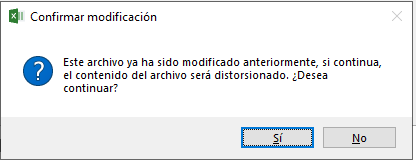 Confirmar modificación
Este archivo ya ha sido modificado anteriormente, si continua,
el contenido del archivo será distorsionado. ¿Desea
continuar?
Sí
No